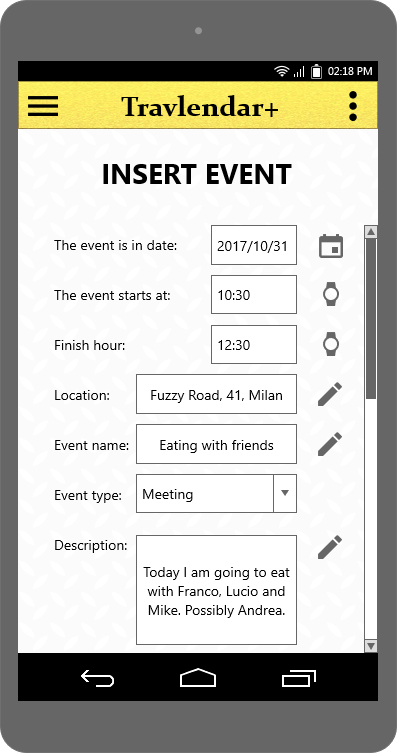 02:18 PM
Travlendar+
INSERT EVENT
The event is in date: 2017/10/31
The event starts at: 10:30
Finish hour: 12:30
Location: Fuzzy Road, 41, Milan
Event name: Eating with friends
Event type: Meeting
Description:
Today I am going to eat
with Franco, Lucio and
Mike. Possibly Andrea.